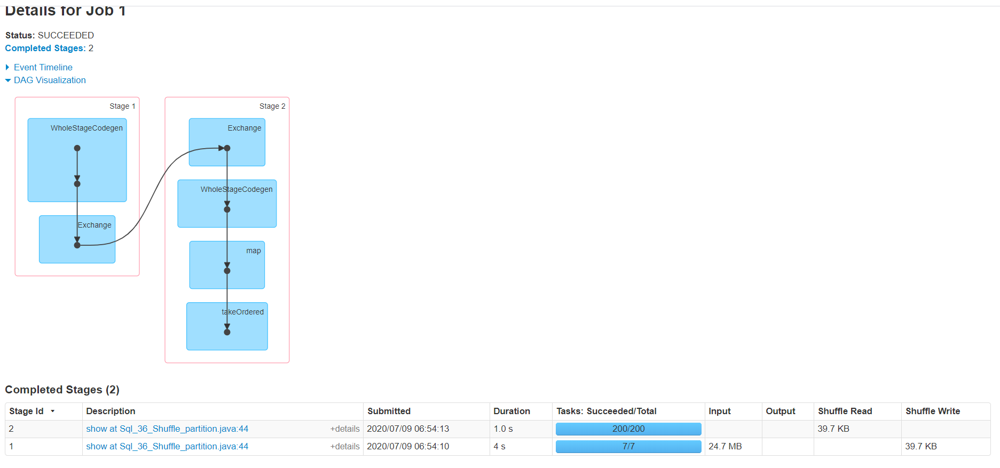 Details for Job 1
Status: SUCCEEDED
Completed Stages: 2
Event Timeline
DAG Visualization
Stage 1
WholeStageCodegen
Exchange
Stage 2
Exchange
WholeStageCodegen
map
takeOrdered
Completed Stages (2)
Stage Id Description Submitted Duration Tasks: Succeeded/Total Input Output Shuffle Read Shuffle Write
2 show at Sql_36_Shuffle_partition.java:44 +details 2020/07/09 06:54:13 1.0 s 200/200 39.7 KB
1 show at Sql_36_Shuffle_partition.java:44 +details 2020/07/09 06:54:10 4 s 7/7 24.7 MB 39.7 KB